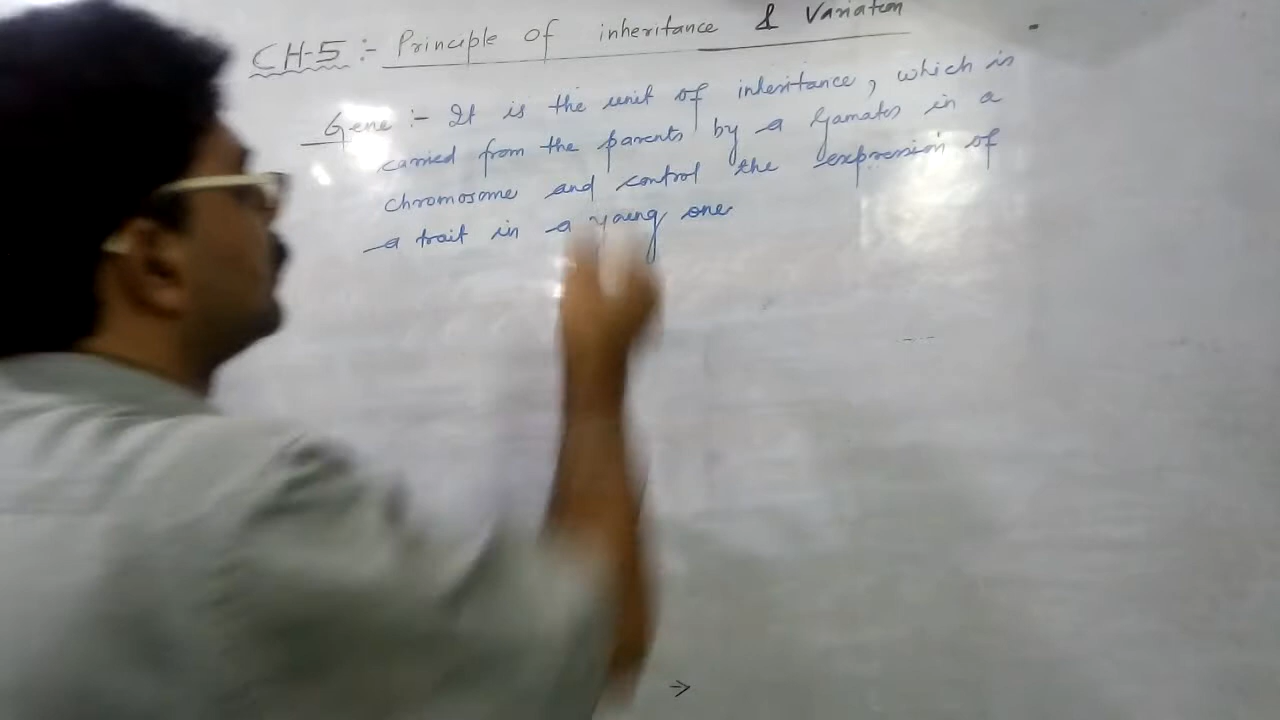 CH-5 :- Principle of inheritance & Variation
Gene :- It is the unit of inheritance, which is
carried from the parents by a Gamates in a
chromosome and control the expression of
a trait in a young one
→